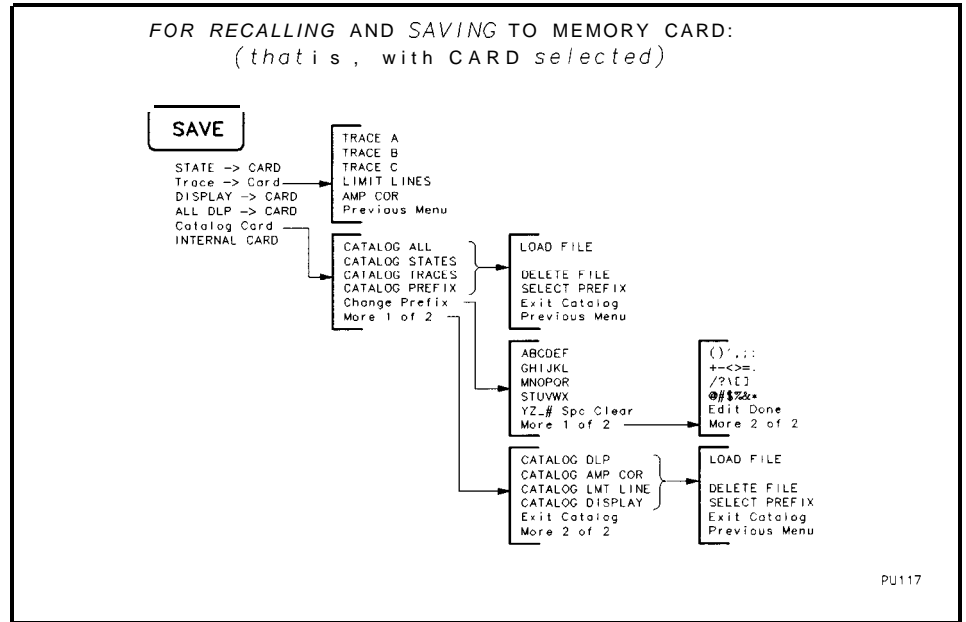 FOR RECALLING AND SAVING TO MEMORY CARD:
(that is, with CARD selected)
SAVE
STATE -> CARD
Trace -> Card
DISPLAY -> CARD
ALL DLP -> CARD
Catalog Card
INTERNAL CARD
TRACE A
TRACE B
TRACE C
LIMIT LINES
AMP COR
Previous Menu
CATALOG ALL
CATALOG STATES
CATALOG TRACES
CATALOG PREFIX
Change Prefix
More 1 of 2
LOAD FILE
DELETE FILE
SELECT PREFIX
Exit Catalog
Previous Menu
ABCDEF
GHIJKL
MNOPQR
STUVWX
YZ_# Spc Clear
More 1 of 2
()',;:
+-<>=.
/?\[]
@#$%&*
Edit Done
More 2 of 2
CATALOG DLP
CATALOG AMP COR
CATALOG LMT LINE
CATALOG DISPLAY
Exit Catalog
More 2 of 2
LOAD FILE
DELETE FILE
SELECT PREFIX
Exit Catalog
Previous Menu
PU117